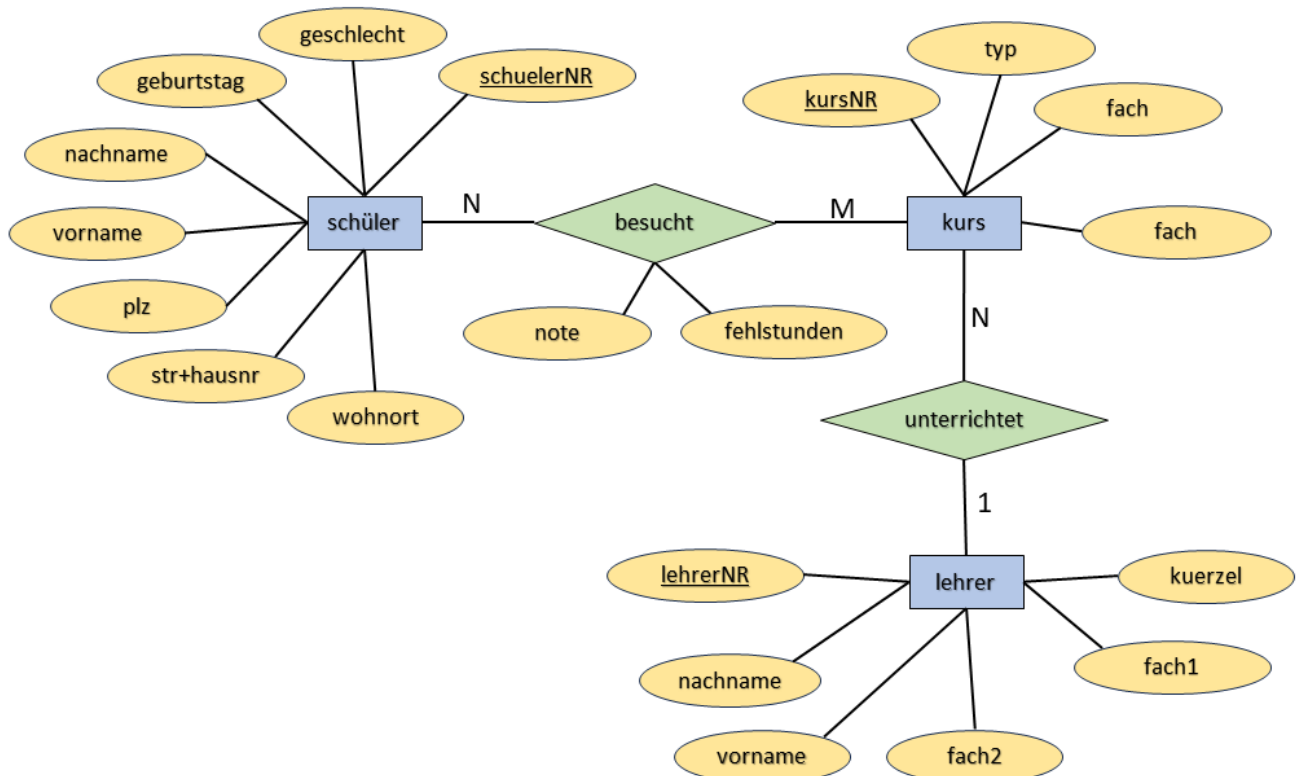 geschlecht
typ
geburtstag
schuelerNR
kursNR
fach
nachname
schüler
N
besucht
M
kurs
vorname
fach
plz
note
fehlstunden
N
str+hausnr
wohnort
unterrichtet
1
lehrerNR
lehrer
kuerzel
nachname
fach1
vorname
fach2